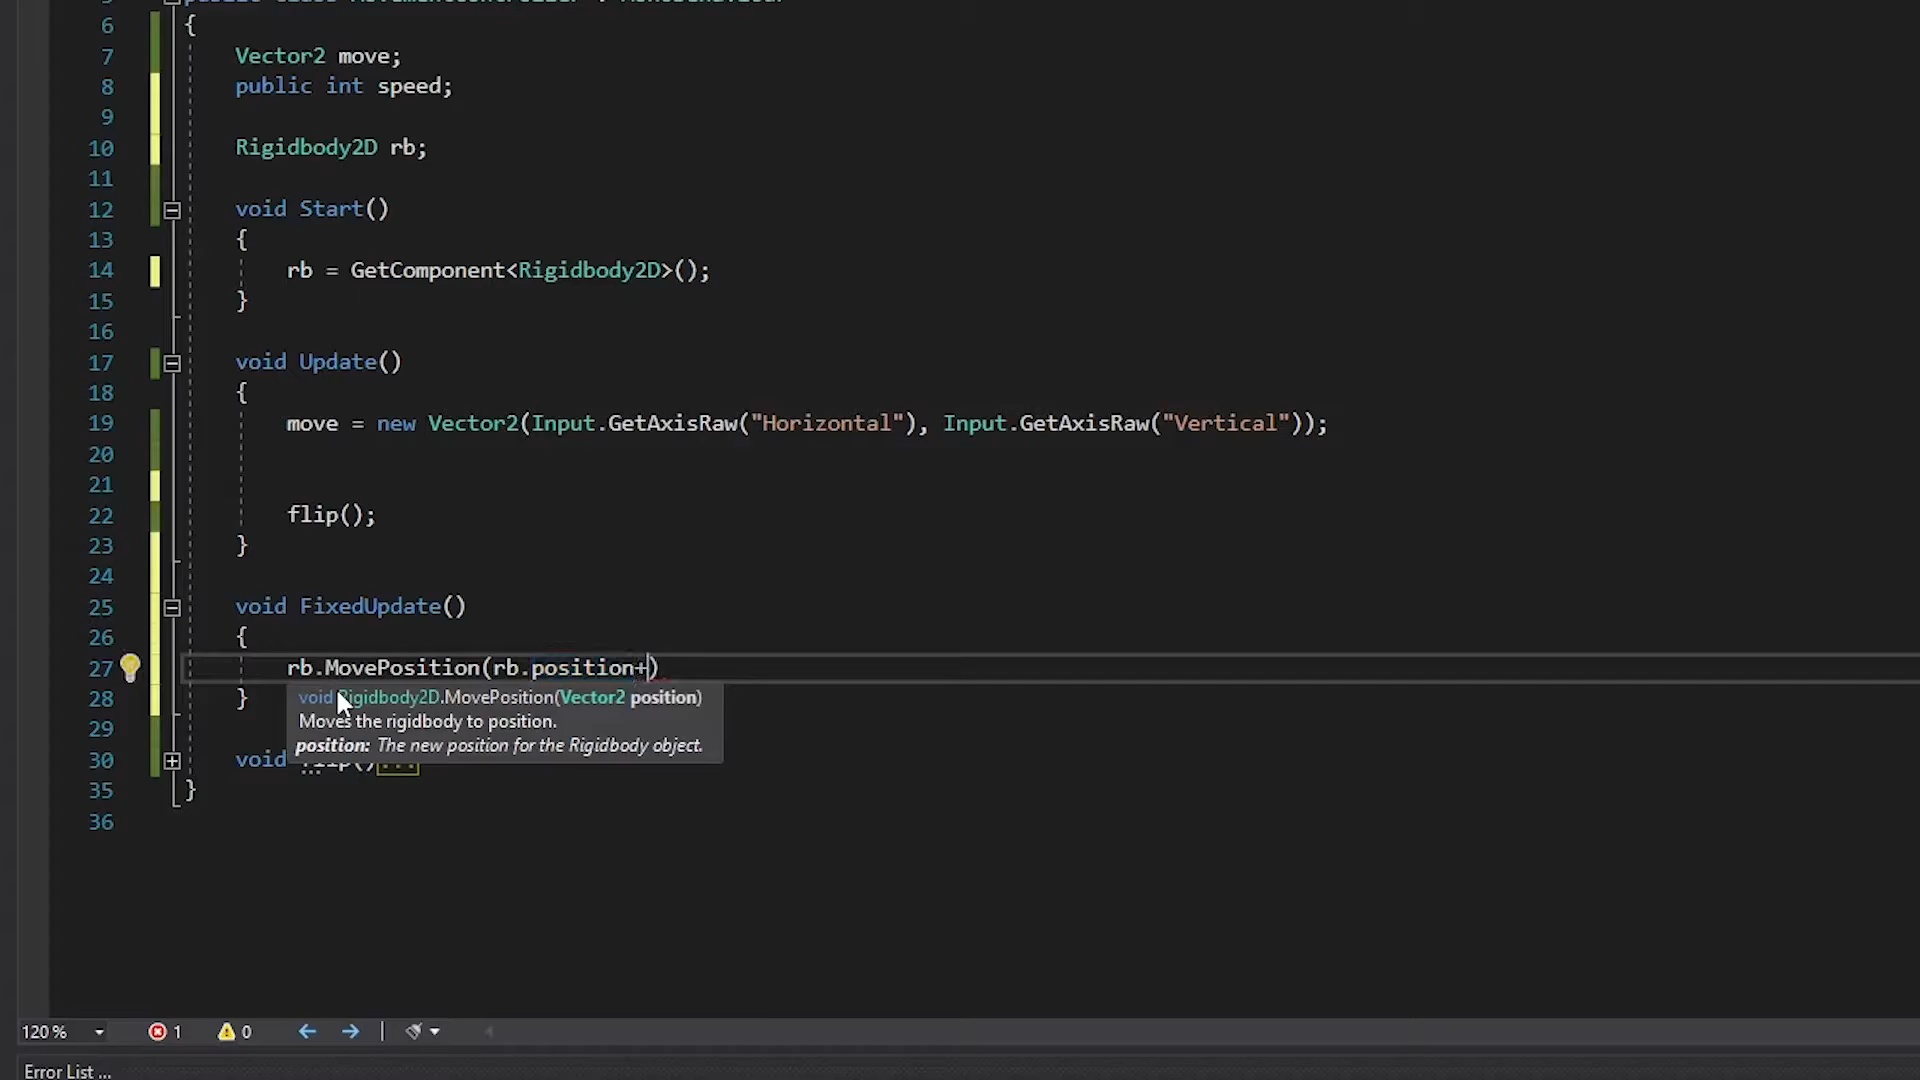 6 {
7 Vector2 move;
8 public int speed;
9
10 Rigidbody2D rb;
11
12 void Start()
13 {
14 rb = GetComponent<Rigidbody2D>();
15 }
16
17 void Update()
18 {
19 move = new Vector2(Input.GetAxisRaw("Horizontal"), Input.GetAxisRaw("Vertical"));
20
21
22 flip();
23 }
24
25 void FixedUpdate()
26 {
27 rb.MovePosition(rb.position+)
28 }
void Rigidbody2D.MovePosition(Vector2 position)
Moves the rigidbody to position.
position: The new position for the Rigidbody object.
29
30 void flip()...
35 }
36
120 % 1 0
Error List ...